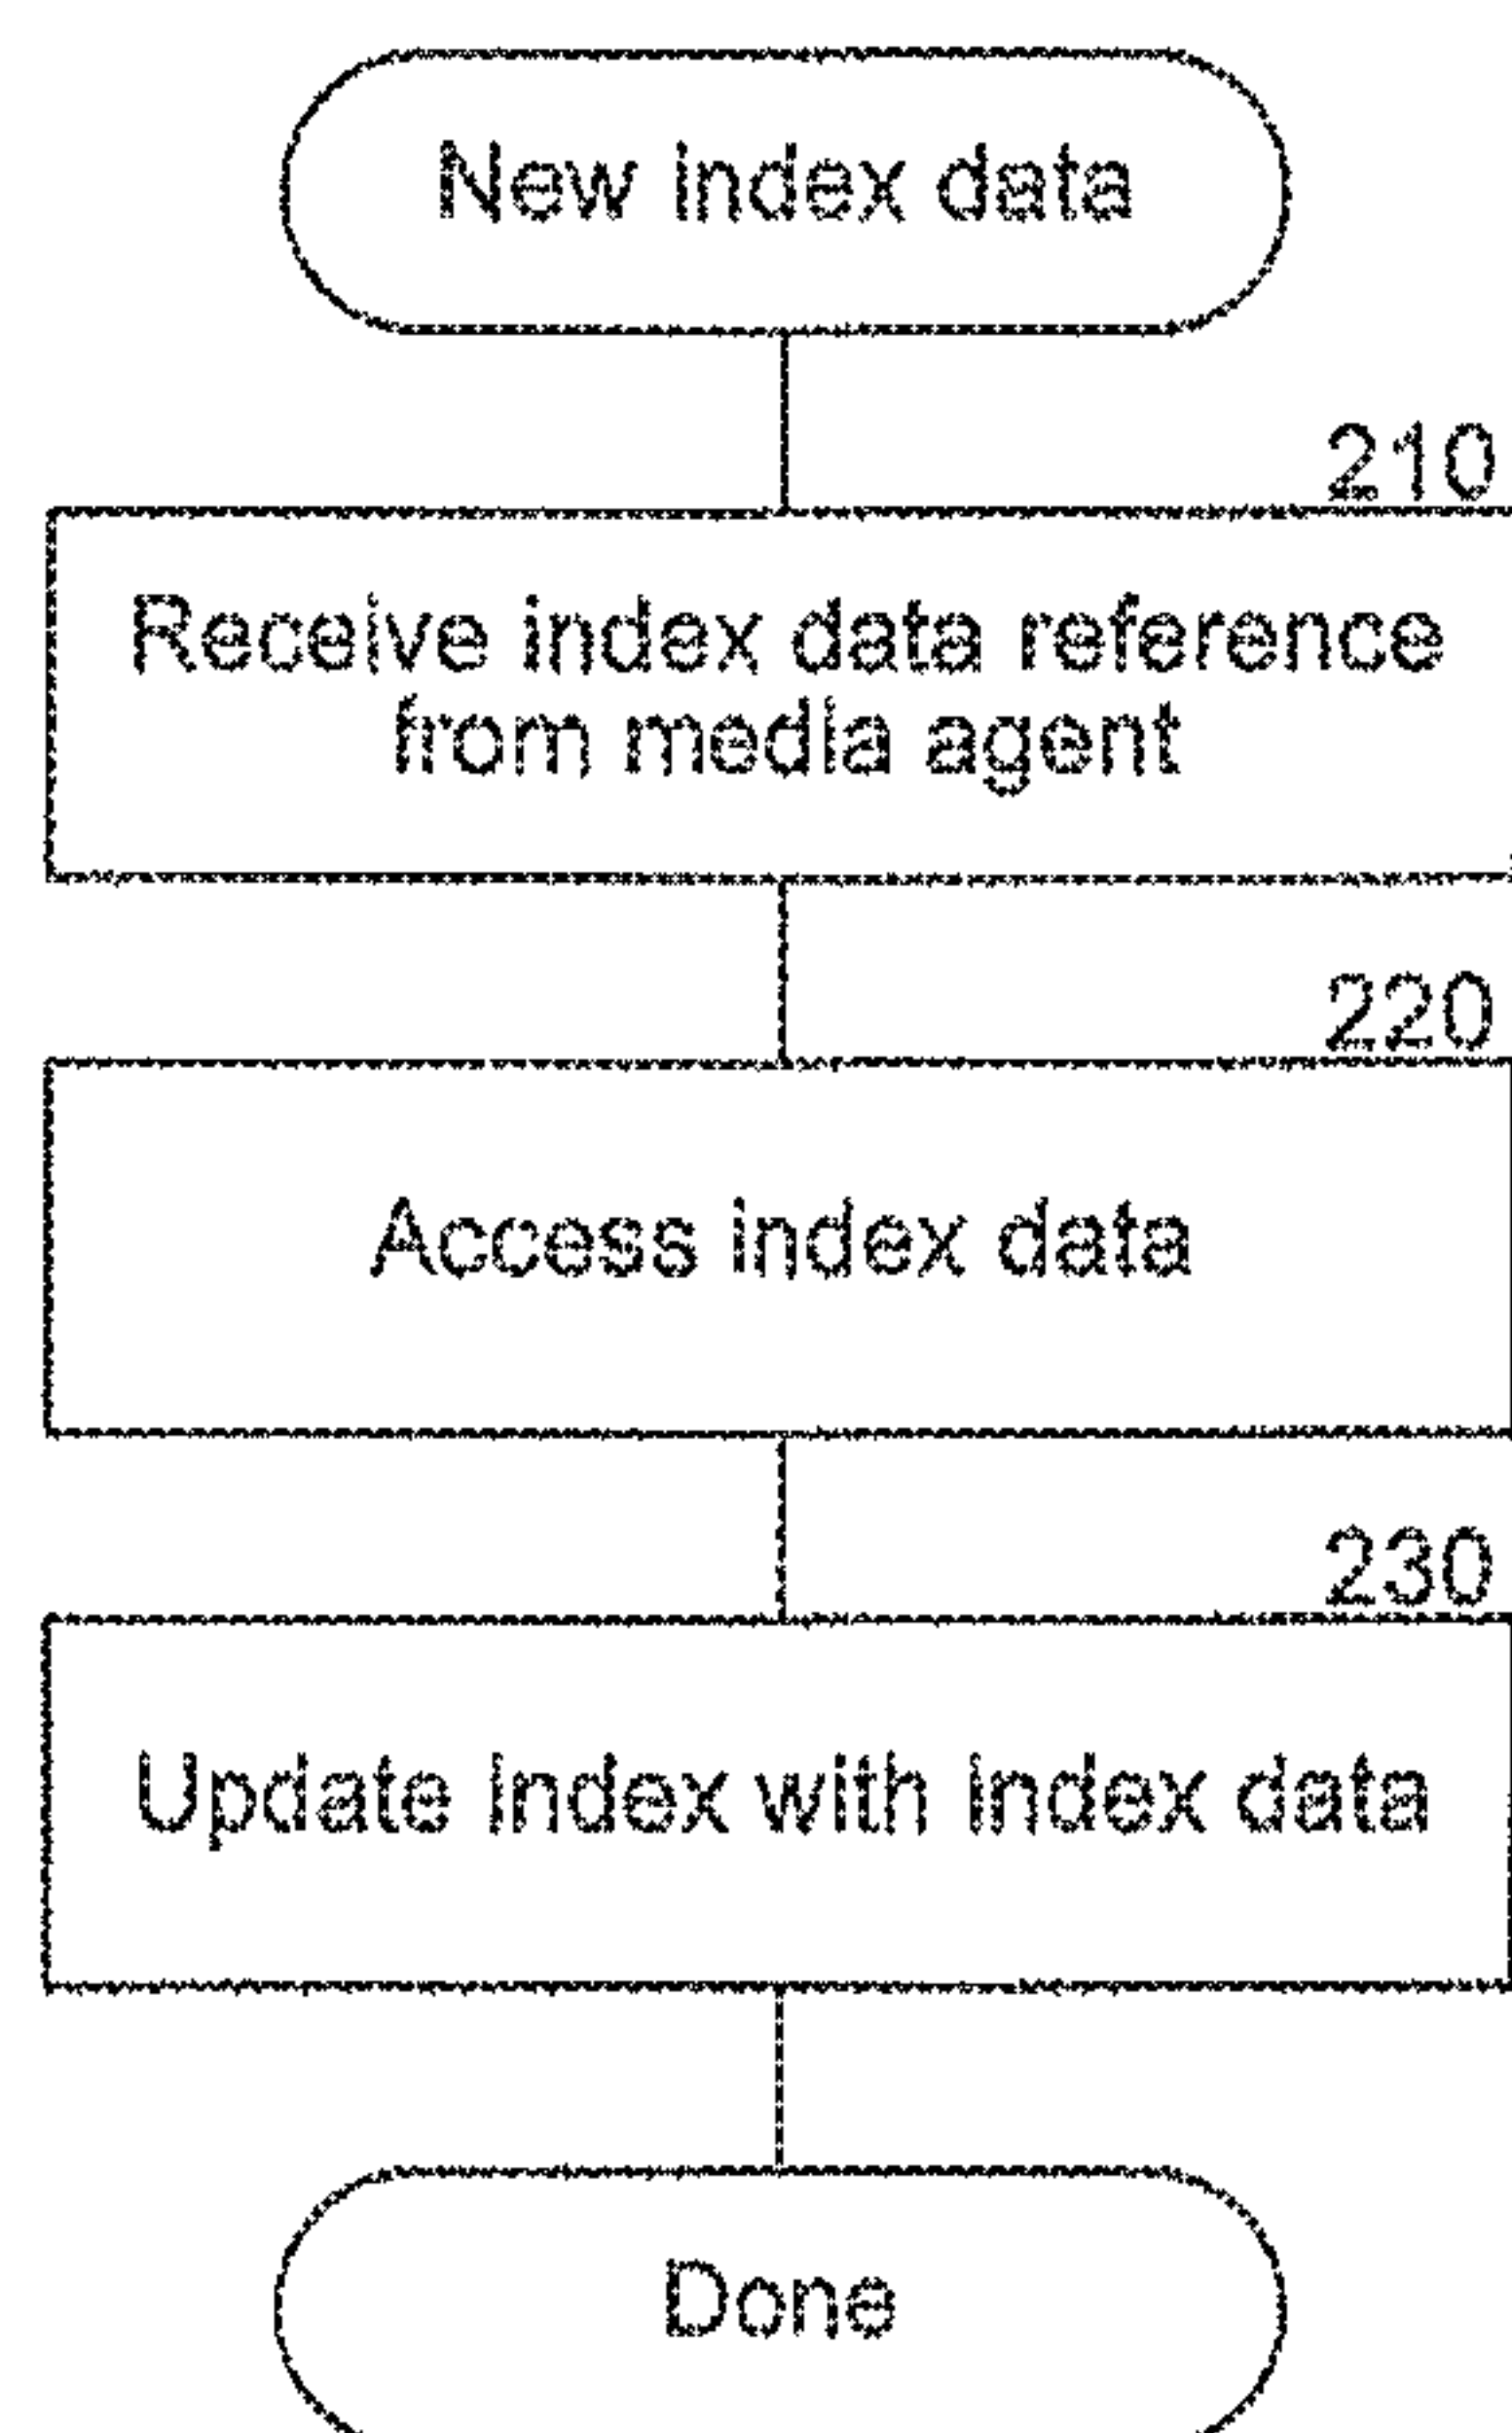 New index data
210
Receive index data reference
from media agent
220
Access index data
230
Update index with index data
Done